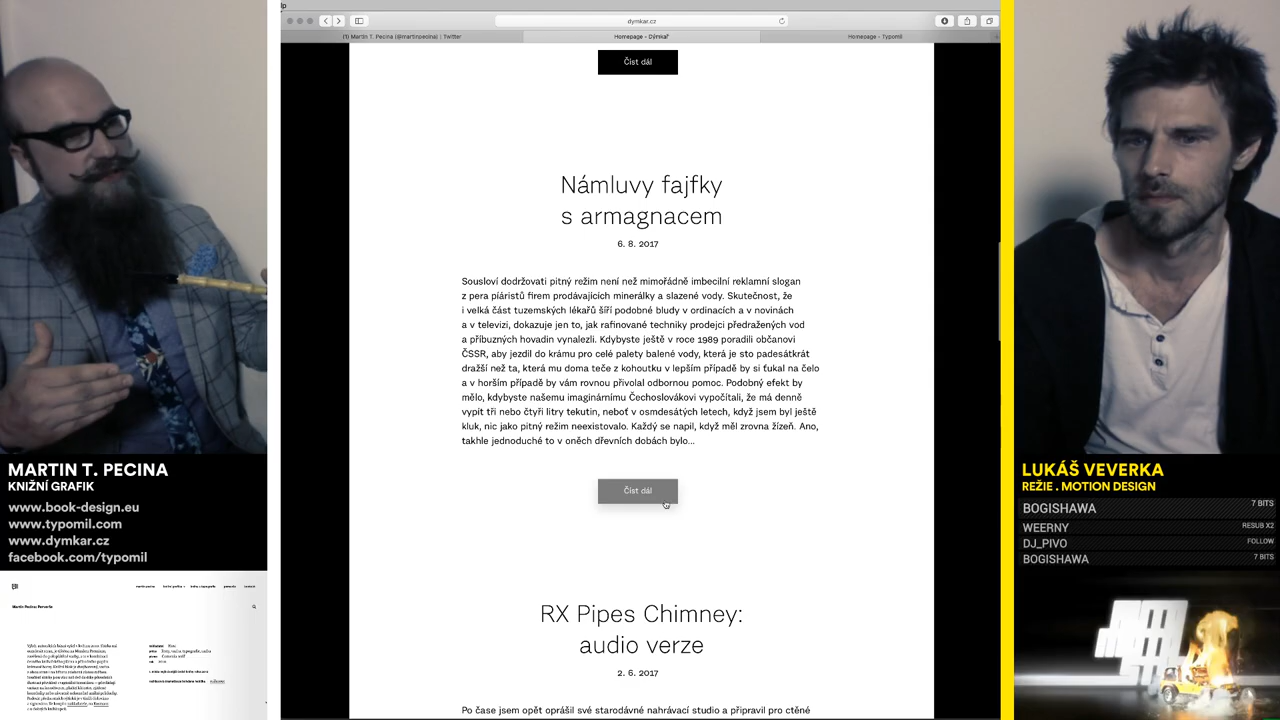 dymkar.cz
(1) Martin T. Pecina (@martinpecina) | Twitter
Homepage - Dýmkař
Homepage - Typomil
Číst dál
Námluvy fajfky
s armagnacem
6. 8. 2017
Sousloví dodržovati pitný režim není než mimořádně imbecilní reklamní slogan
z pera píáristů firem prodávajících minerálky a slazené vody. Skutečnost, že
i velká část tuzemských lékařů šíří podobné bludy v ordinacích a v novinách
a v televizi, dokazuje jen to, jak rafinované techniky prodejci předražených vod
a příbuzných hovadin vynalezli. Kdybyste ještě v roce 1989 poradili občanovi
ČSSR, aby jezdil do krámu pro celé palety balené vody, která je sto padesátkrát
dražší než ta, která mu doma teče z kohoutku v lepším případě by si ťukal na čelo
a v horším případě by vám rovnou přivolal odbornou pomoc. Podobný efekt by
mělo, kdybyste našemu imaginárnímu Čechoslovákovi vypočítali, že má denně
vypít tři nebo čtyři litry tekutin, neboť v osmdesátých letech, když jsem byl ještě
kluk, nic jako pitný režim neexistovalo. Každý se napil, když měl zrovna žízeň. Ano,
takhle jednoduché to v oněch dřevních dobách bylo...
Číst dál
RX Pipes Chimney:
audio verze
2. 6. 2017
Po čase jsem opět oprášil své starodávné nahrávací studio a připravil pro ctěné
MARTIN T. PECINA
KNIŽNÍ GRAFIK
www.book-design.eu
www.typomil.com
www.dymkar.cz
facebook.com/typomil
Martin Pecina: Perverše
LUKÁŠ VEVERKA
REŽIE . MOTION DESIGN
BOGISHAWA 7 BITS
WEERNY RESUB X2
DJ_PIVO FOLLOW
BOGISHAWA 7 BITS